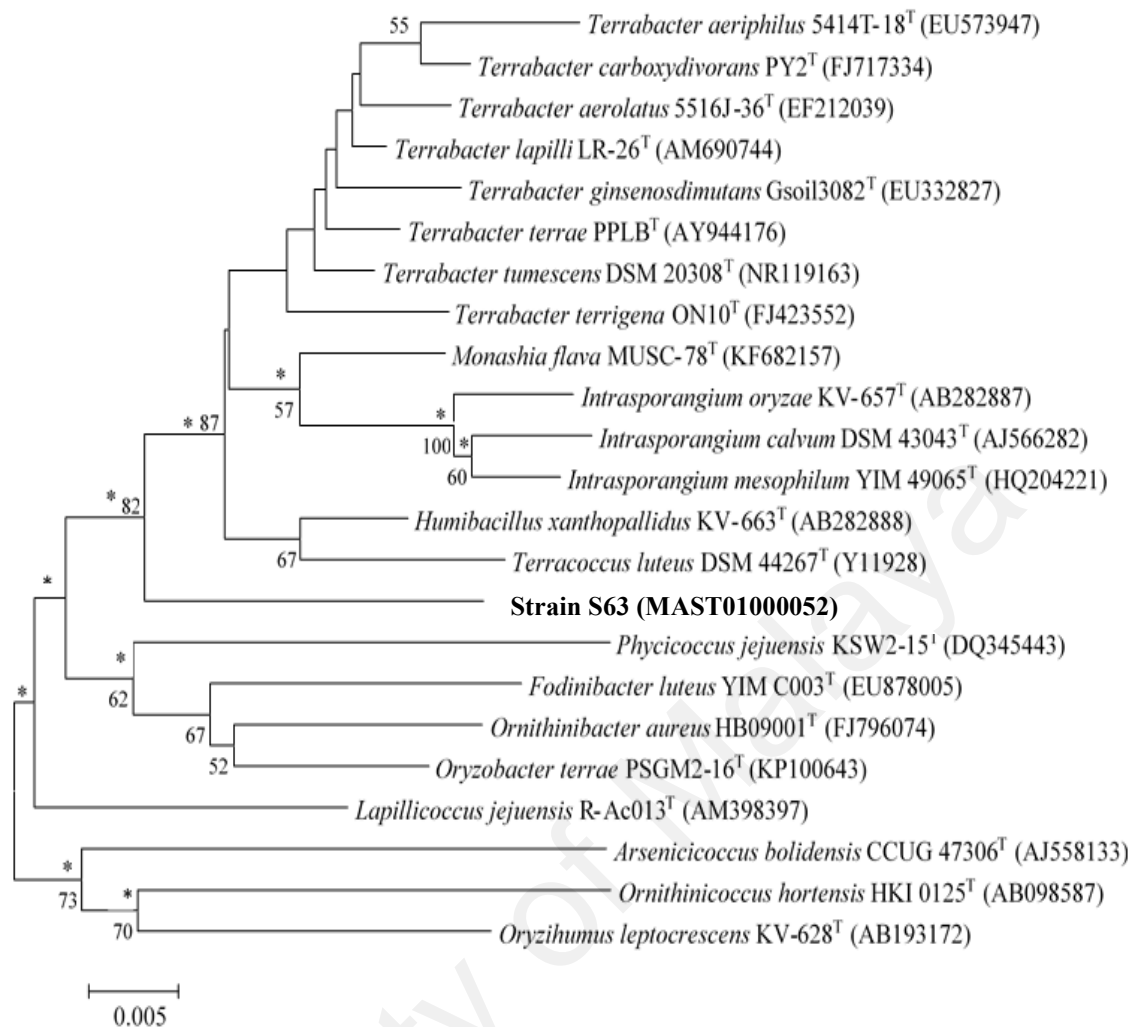 55
Terrabacter aeriphilus 5414T-18ᵀ (EU573947)
Terrabacter carboxydivorans PY2ᵀ (FJ717334)
Terrabacter aerolatus 5516J-36ᵀ (EF212039)
Terrabacter lapilli LR-26ᵀ (AM690744)
Terrabacter ginsenosdimutans Gsoil3082ᵀ (EU332827)
Terrabacter terrae PPLBᵀ (AY944176)
Terrabacter tumescens DSM 20308ᵀ (NR119163)
Terrabacter terrigena ON10ᵀ (FJ423552)
Monashia flava MUSC-78ᵀ (KF682157)
*
57
Intrasporangium oryzae KV-657ᵀ (AB282887)
* 87
*
100
*
Intrasporangium calvum DSM 43043ᵀ (AJ566282)
60
Intrasporangium mesophilum YIM 49065ᵀ (HQ204221)
* 82
Humibacillus xanthopallidus KV-663ᵀ (AB282888)
67
Terracoccus luteus DSM 44267ᵀ (Y11928)
*
Strain S63 (MAST01000052)
*
Phycicoccus jejuensis KSW2-15ᵀ (DQ345443)
*
62
Fodinibacter luteus YIM C003ᵀ (EU878005)
67
Ornithinibacter aureus HB09001ᵀ (FJ796074)
52
Oryzobacter terrae PSGM2-16ᵀ (KP100643)
Lapillicoccus jejuensis R-Ac013ᵀ (AM398397)
*
73
Arsenicicoccus bolidensis CCUG 47306ᵀ (AJ558133)
*
70
Ornithinicoccus hortensis HKI 0125ᵀ (AB098587)
Oryzihumus leptocrescens KV-628ᵀ (AB193172)
0.005
of Malaya